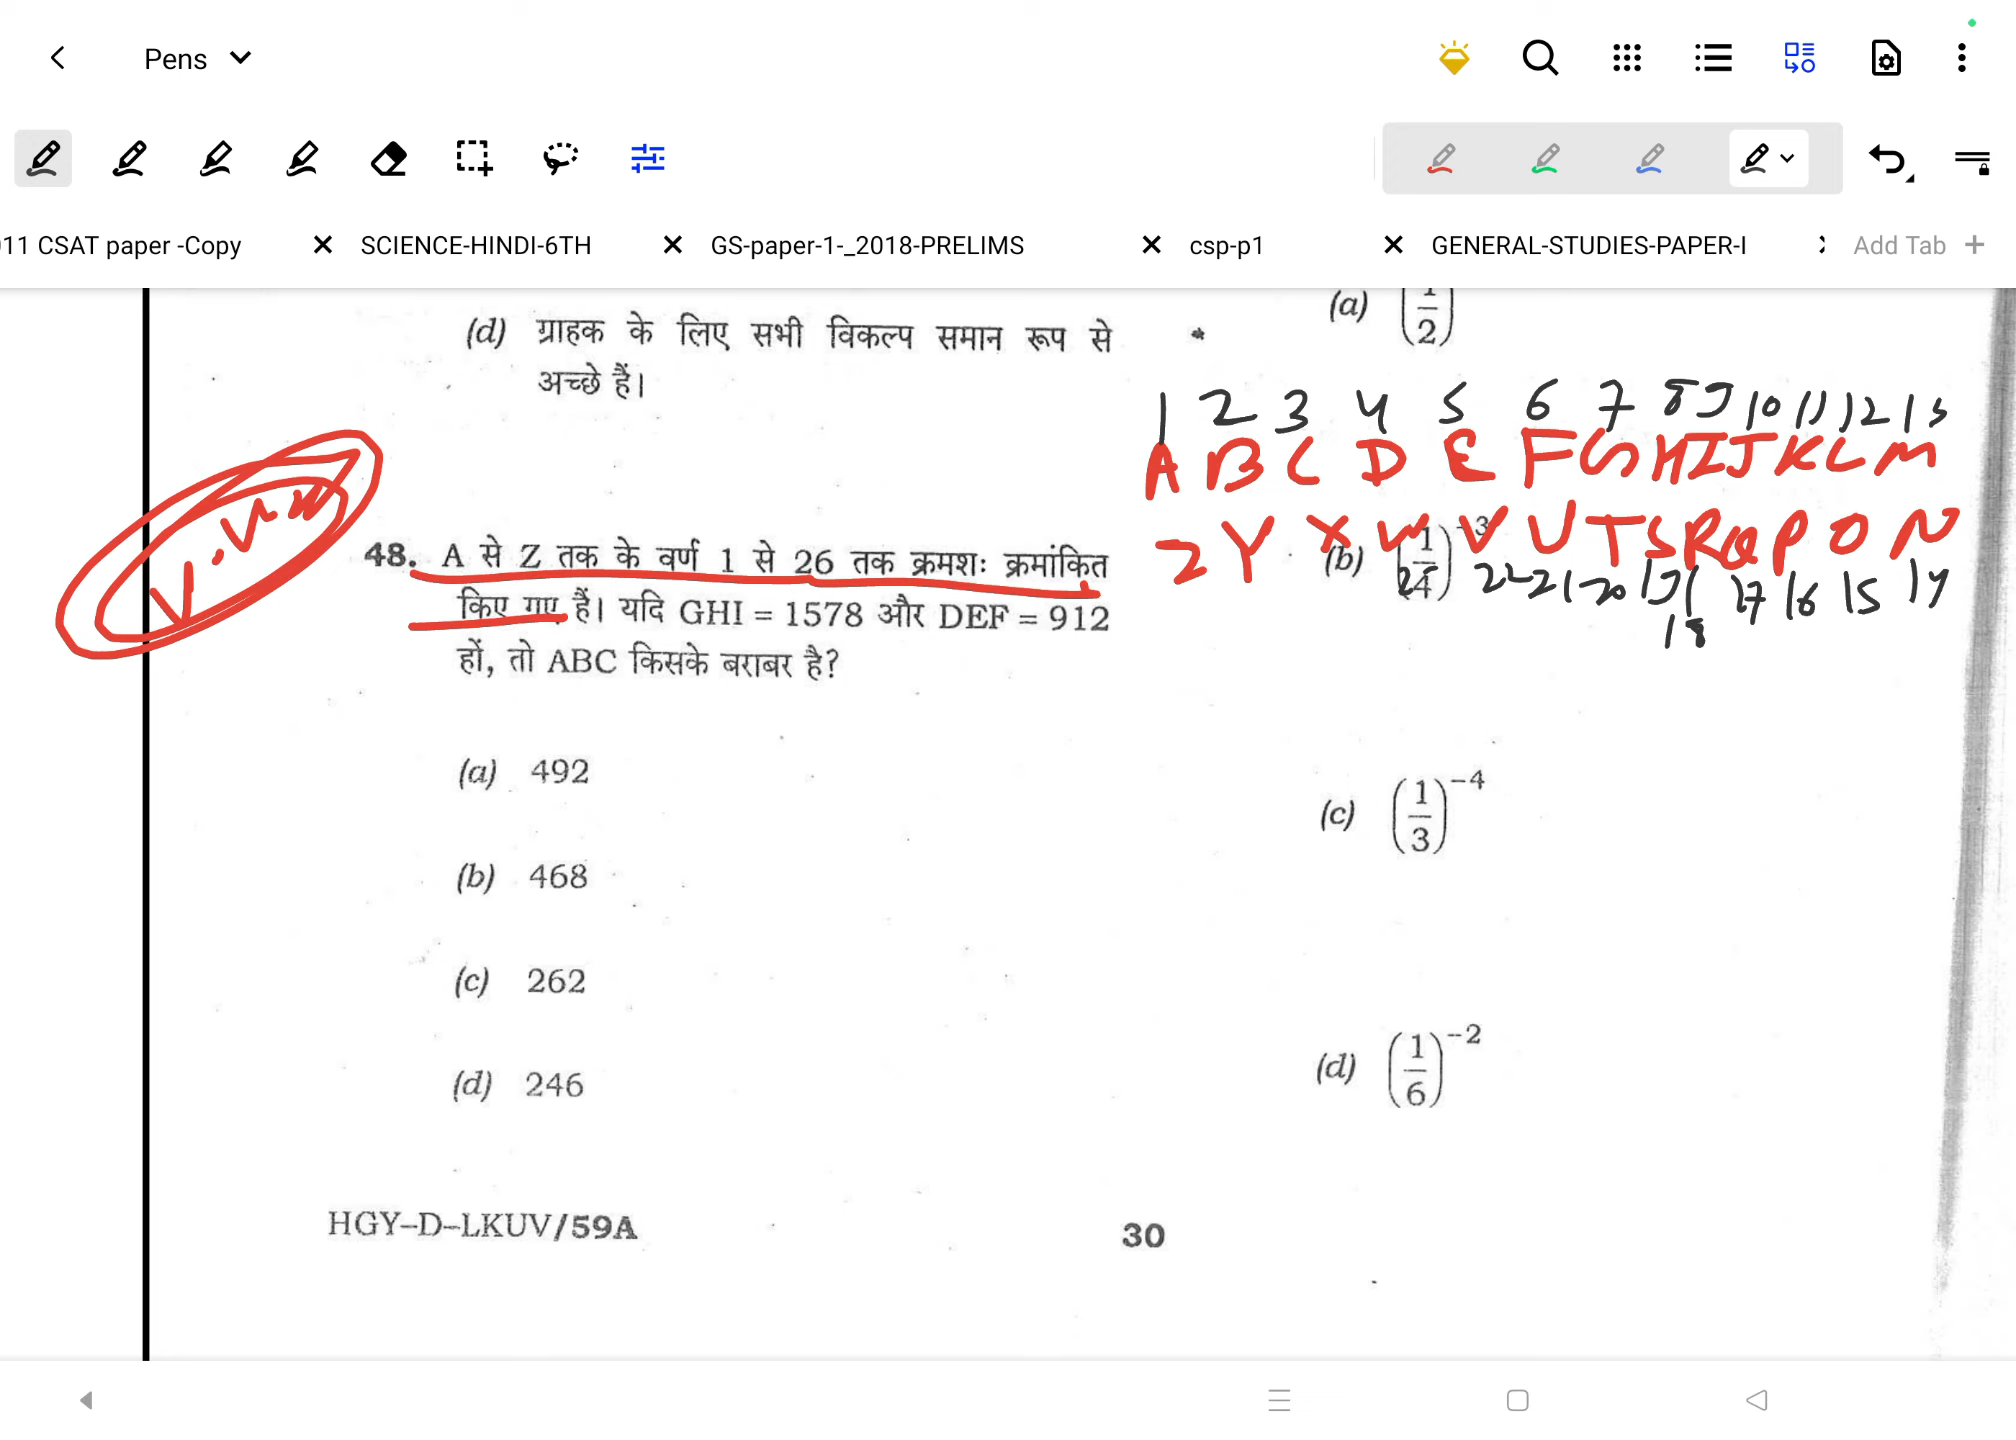 Pens
11 CSAT paper -Copy
SCIENCE-HINDI-6TH
GS-paper-1-_2018-PRELIMS
csp-p1
GENERAL-STUDIES-PAPER-I
Add Tab +
(d) ग्राहक के लिए सभी विकल्प समान रूप से
अच्छे हैं।
V.V.
48. A से Z तक के वर्ण 1 से 26 तक क्रमशः क्रमांकित
किए गए हैं। यदि GHI = 1578 और DEF = 912
हों, तो ABC किसके बराबर है?
(a) 492
(b) 468
(c) 262
(d) 246
HGY–D–LKUV/59A
30
(a) (1/2)
1 2 3 4 5 6 7 8 9 10 11 12 13
A B C D E F G H I J K L M
Z Y X W V U T S R Q P O N
(b) (1/4)⁻³
22 21 20 19 17 16 15 14
18
(c) (1/3)⁻⁴
(d) (1/6)⁻²